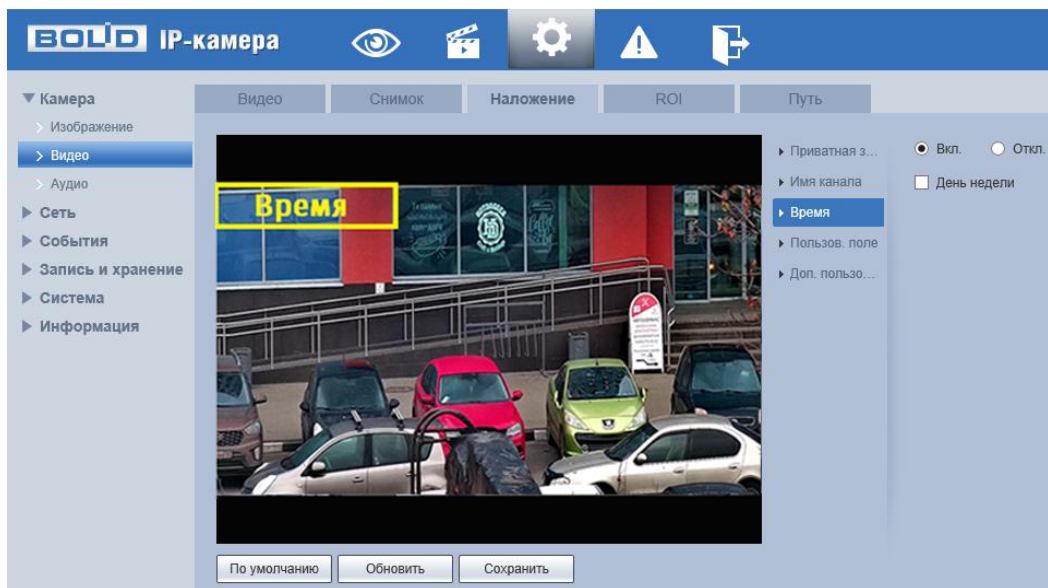 BOLID IP-камера
Видео
Снимок
Наложение
ROI
Путь
Камера
Изображение
Видео
Аудио
Сеть
События
Запись и хранение
Система
Информация
Время
Приватная з...
Имя канала
Время
Пользов. поле
Доп. пользо...
Вкл.
Откл.
День недели
По умолчанию
Обновить
Сохранить